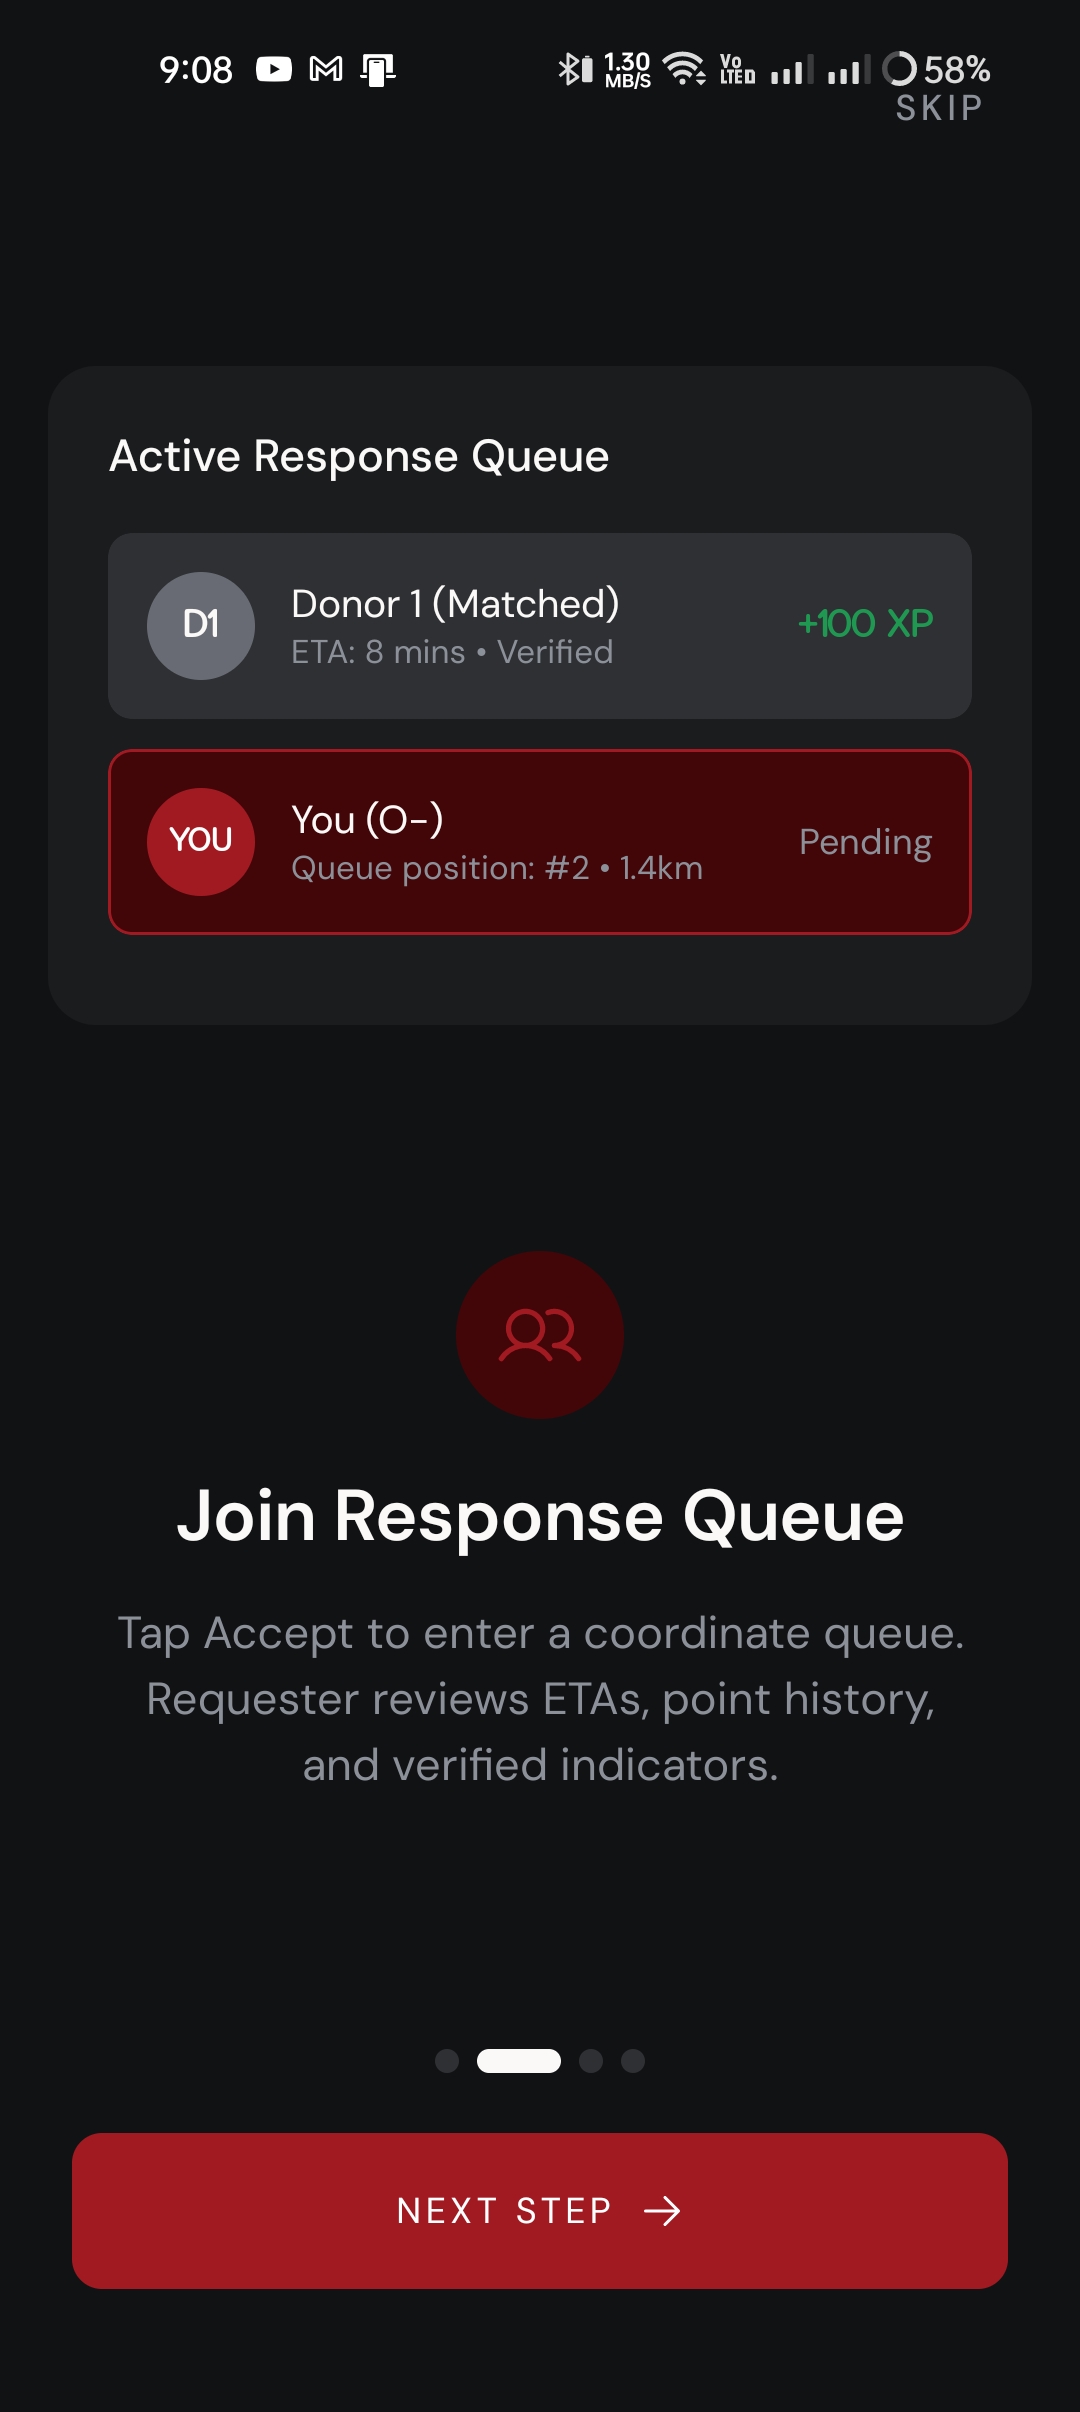 9:08 1.30 MB/S Vo LTED 58%
SKIP
Active Response Queue
D1 Donor 1 (Matched) +100 XP
ETA: 8 mins • Verified
YOU You (O-) Pending
Queue position: #2 • 1.4km
Join Response Queue
Tap Accept to enter a coordinate queue.
Requester reviews ETAs, point history,
and verified indicators.
NEXT STEP →